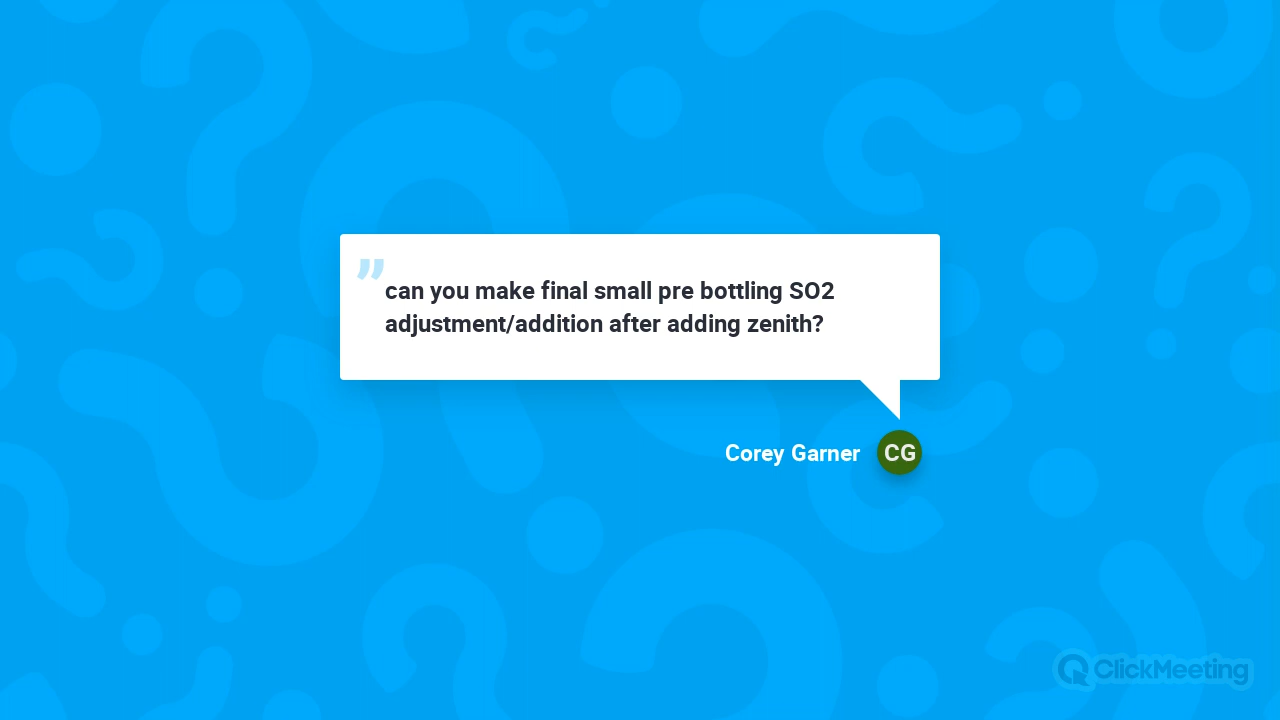 can you make final small pre bottling SO2
adjustment/addition after adding zenith?
Corey Garner
CG
ClickMeeting